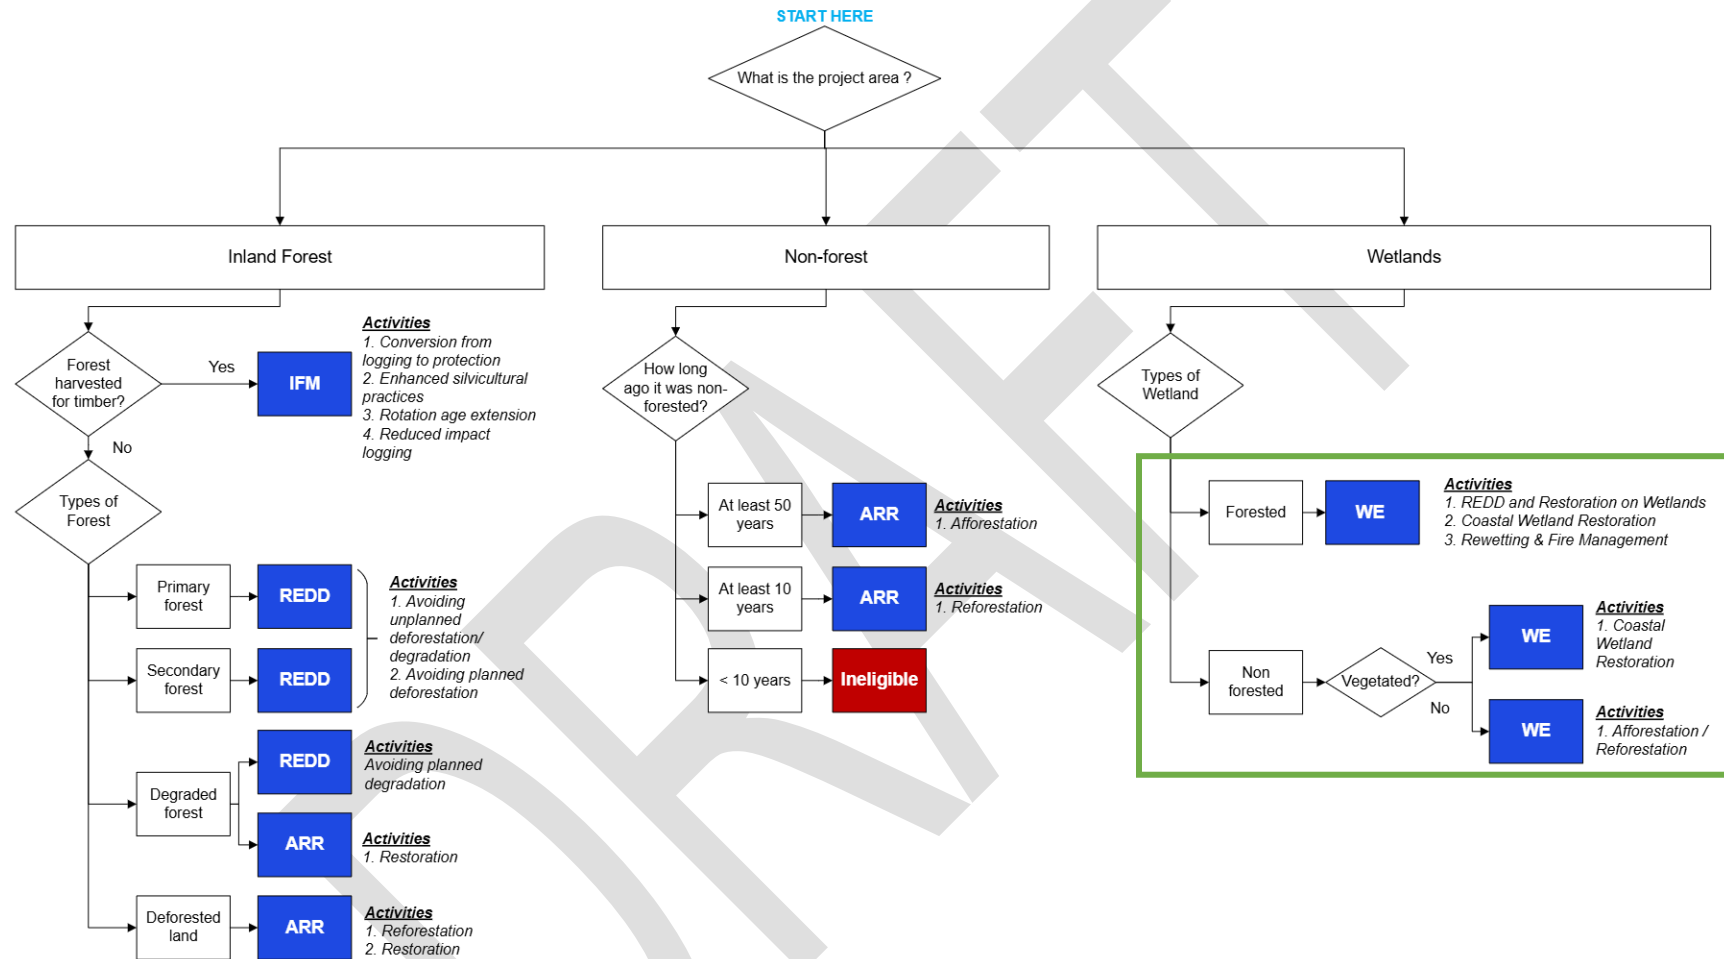 START HERE
What is the project area ?
Inland Forest
Non-forest
Wetlands
Forest
harvested
for timber?
Yes
No
IFM
Activities
1. Conversion from
logging to protection
2. Enhanced silvicultural
practices
3. Rotation age extension
4. Reduced impact
logging
Types of
Forest
Primary
forest
REDD
Secondary
forest
REDD
Activities
1. Avoiding
unplanned
deforestation/
degradation
2. Avoiding planned
deforestation
Degraded
forest
REDD
Activities
Avoiding planned
degradation
ARR
Activities
1. Restoration
Deforested
land
ARR
Activities
1. Reforestation
2. Restoration
How long
ago it was non-
forested?
At least 50
years
ARR
Activities
1. Afforestation
At least 10
years
ARR
Activities
1. Reforestation
< 10 years
Ineligible
Types of
Wetland
Forested
WE
Activities
1. REDD and Restoration on Wetlands
2. Coastal Wetland Restoration
3. Rewetting & Fire Management
Non
forested
Vegetated?
Yes
No
WE
Activities
1. Coastal
Wetland
Restoration
WE
Activities
1. Afforestation /
Reforestation
DRAFT